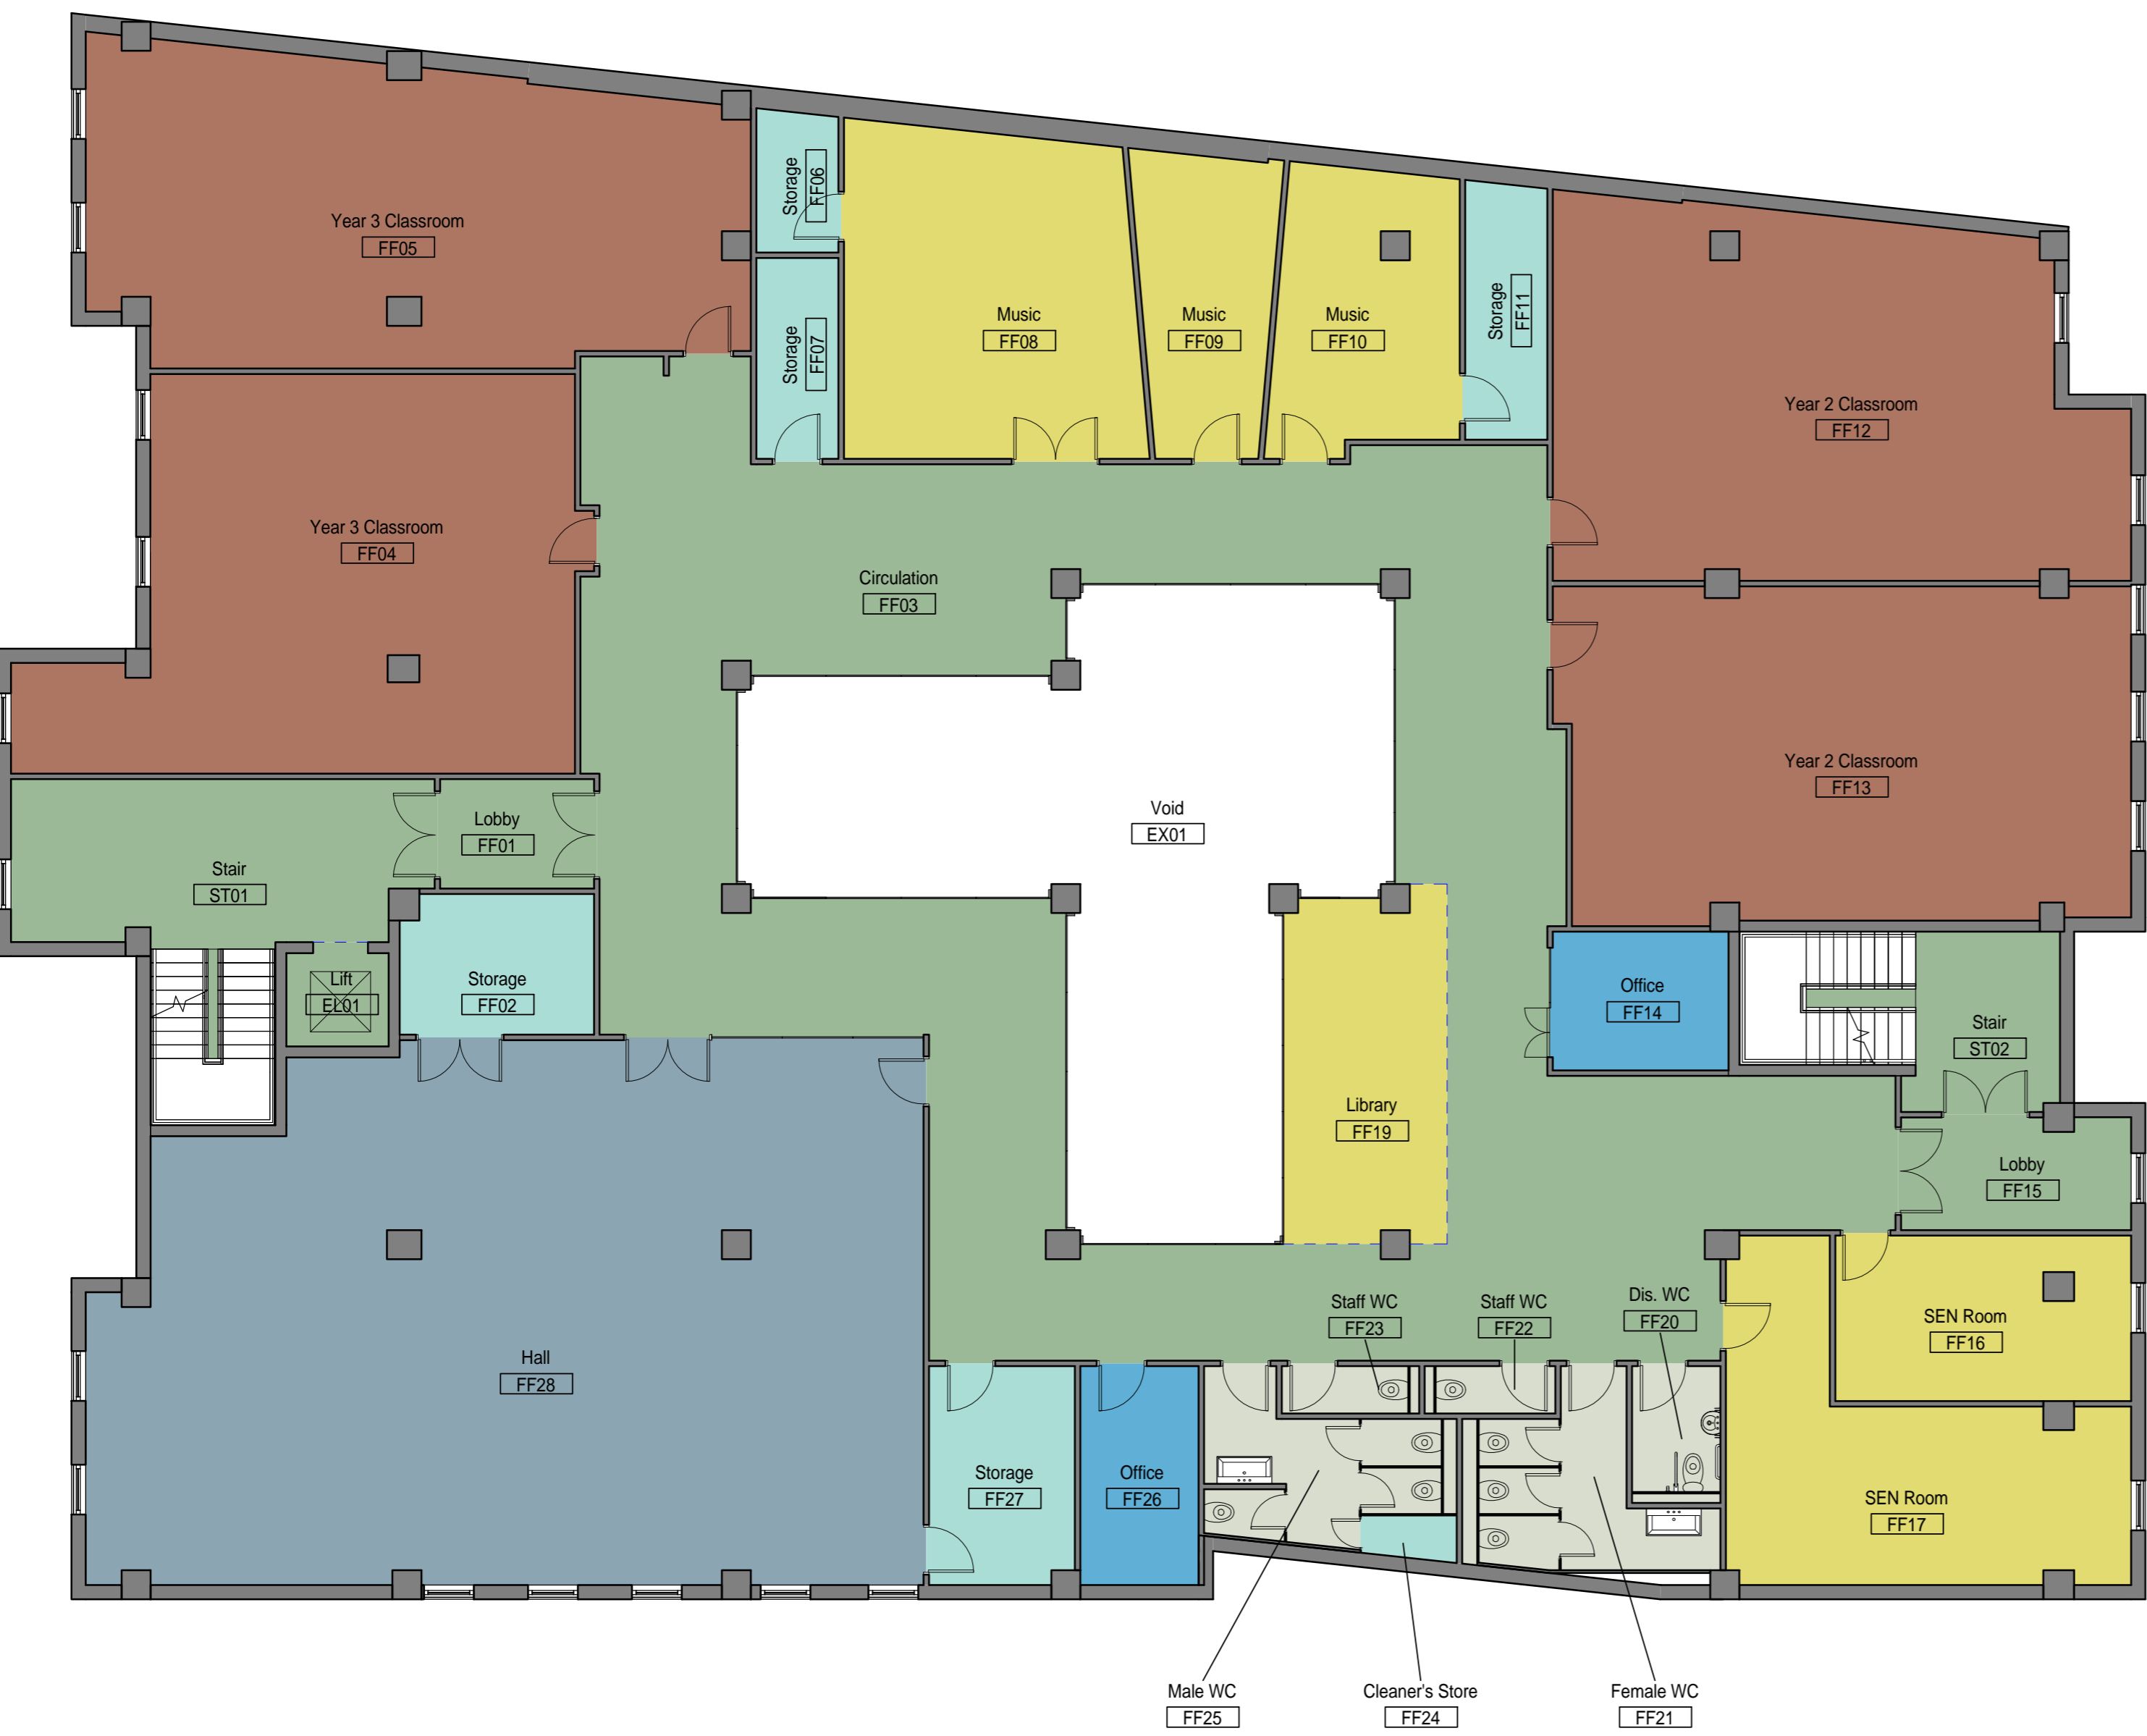 Year 3 Classroom
FF05
Storage
FF06
Storage
FF07
Music
FF08
Music
FF09
Music
FF10
Storage
FF11
Year 2 Classroom
FF12
Year 3 Classroom
FF04
Circulation
FF03
Year 2 Classroom
FF13
Void
EX01
Lobby
FF01
Stair
ST01
Lift
EL01
Storage
FF02
Office
FF14
Stair
ST02
Library
FF19
Lobby
FF15
Staff WC
FF23
Staff WC
FF22
Dis. WC
FF20
SEN Room
FF16
Hall
FF28
Storage
FF27
Office
FF26
SEN Room
FF17
Male WC
FF25
Cleaner's Store
FF24
Female WC
FF21